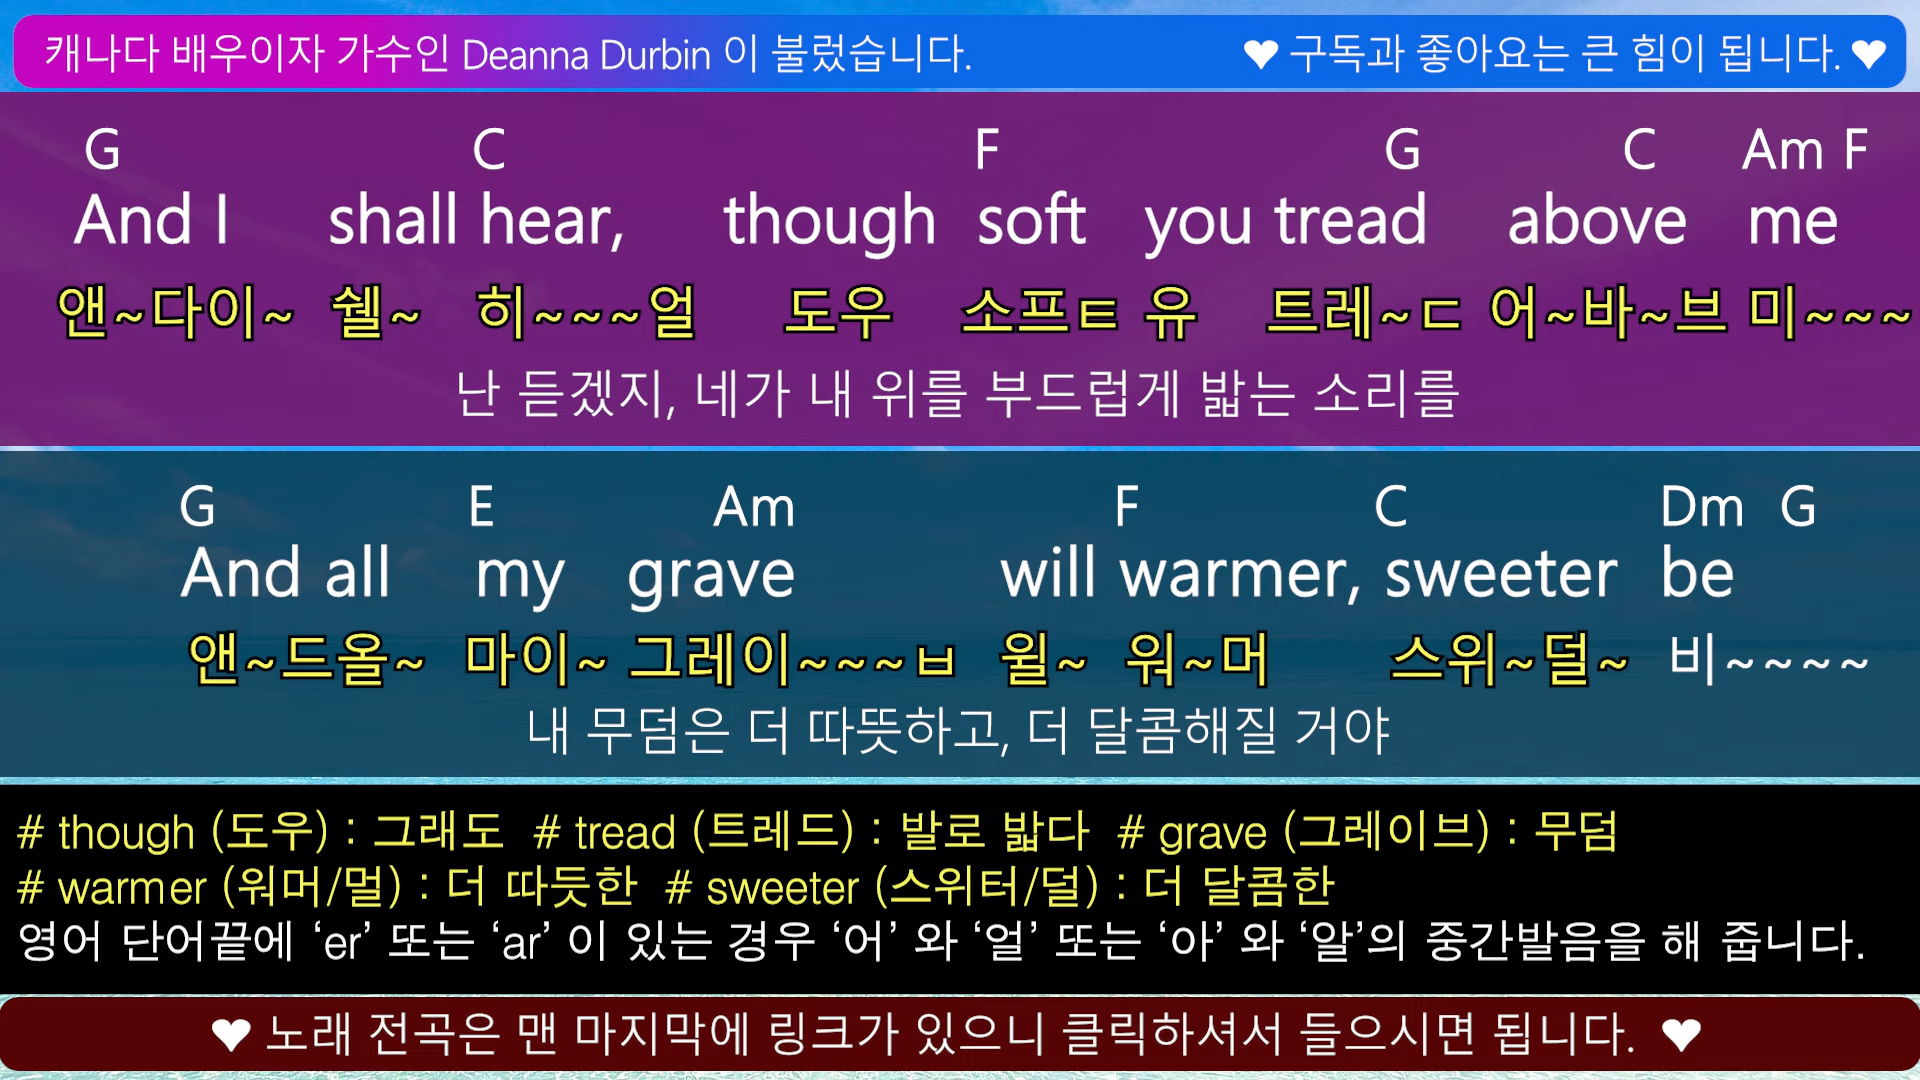 캐나다 배우이자 가수인 Deanna Durbin 이 불렀습니다. ♥ 구독과 좋아요는 큰 힘이 됩니다. ♥
G C F G C Am F
And I shall hear, though soft you tread above me
앤~다이~ 쉘~ 히~~~얼 도우 소프ㅌ 유 트레~ㄷ 어~바~브 미~~~
난 듣겠지, 네가 내 위를 부드럽게 밟는 소리를
G E Am F C Dm G
And all my grave will warmer, sweeter be
앤~드올~ 마이~ 그레이~~~ㅂ 윌~ 워~머 스위~덜~ 비~~~~
내 무덤은 더 따뜻하고, 더 달콤해질 거야
# though (도우) : 그래도 # tread (트레드) : 발로 밟다 # grave (그레이브) : 무덤
# warmer (워머/멀) : 더 따듯한 # sweeter (스위터/덜) : 더 달콤한
영어 단어끝에 ‘er’ 또는 ‘ar’ 이 있는 경우 ‘어’ 와 ‘얼’ 또는 ‘아’ 와 ‘알’의 중간발음을 해 줍니다.
♥ 노래 전곡은 맨 마지막에 링크가 있으니 클릭하셔서 들으시면 됩니다. ♥